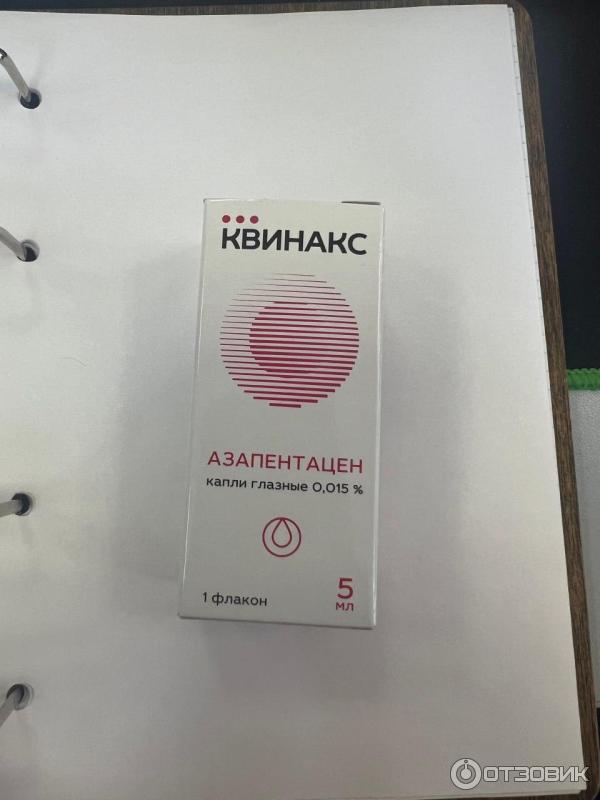 КВИНАКС
АЗАПЕНТАЦЕН
капли глазные 0,015 %
1 флакон
5
мл
ОТЗОВИК